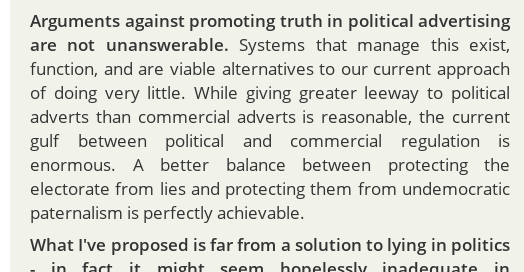 Arguments against promoting truth in political advertising
are not unanswerable. Systems that manage this exist,
function, and are viable alternatives to our current approach
of doing very little. While giving greater leeway to political
adverts than commercial adverts is reasonable, the current
gulf between political and commercial regulation is
enormous. A better balance between protecting the
electorate from lies and protecting them from undemocratic
paternalism is perfectly achievable.
What I've proposed is far from a solution to lying in politics
- in fact it might seem hopelessly inadequate in